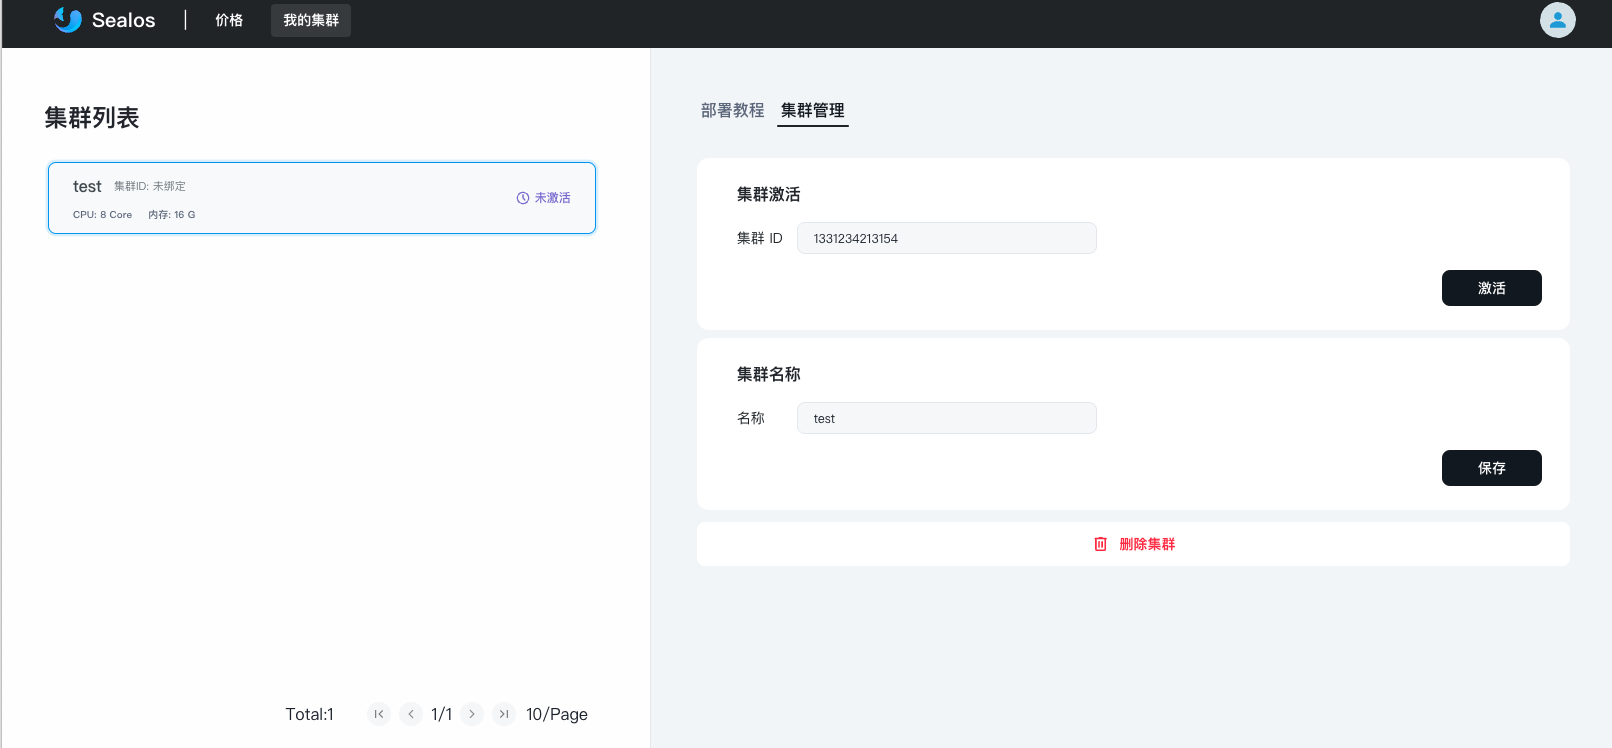 Sealos
价格
我的集群
集群列表
test 集群ID: 未绑定
CPU: 8 Core 内存: 16 G
未激活
Total:1
1/1
10/Page
部署教程 集群管理
集群激活
集群 ID 1331234213154
激活
集群名称
名称 test
保存
删除集群